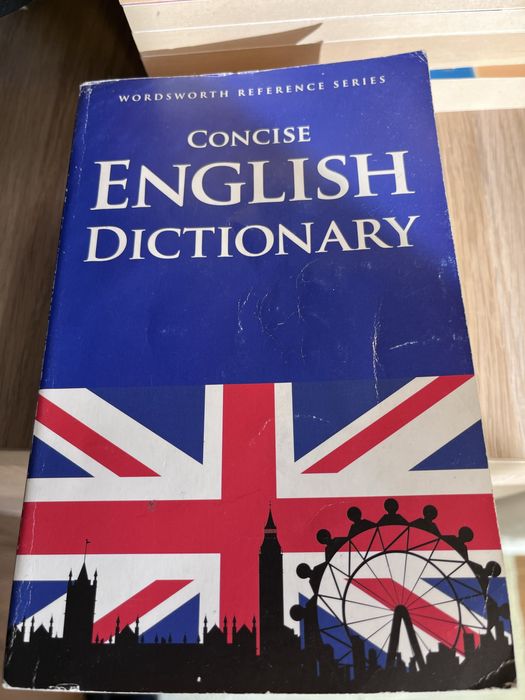 WORDSWORTH REFERENCE SERIES
CONCISE
ENGLISH
DICTIONARY